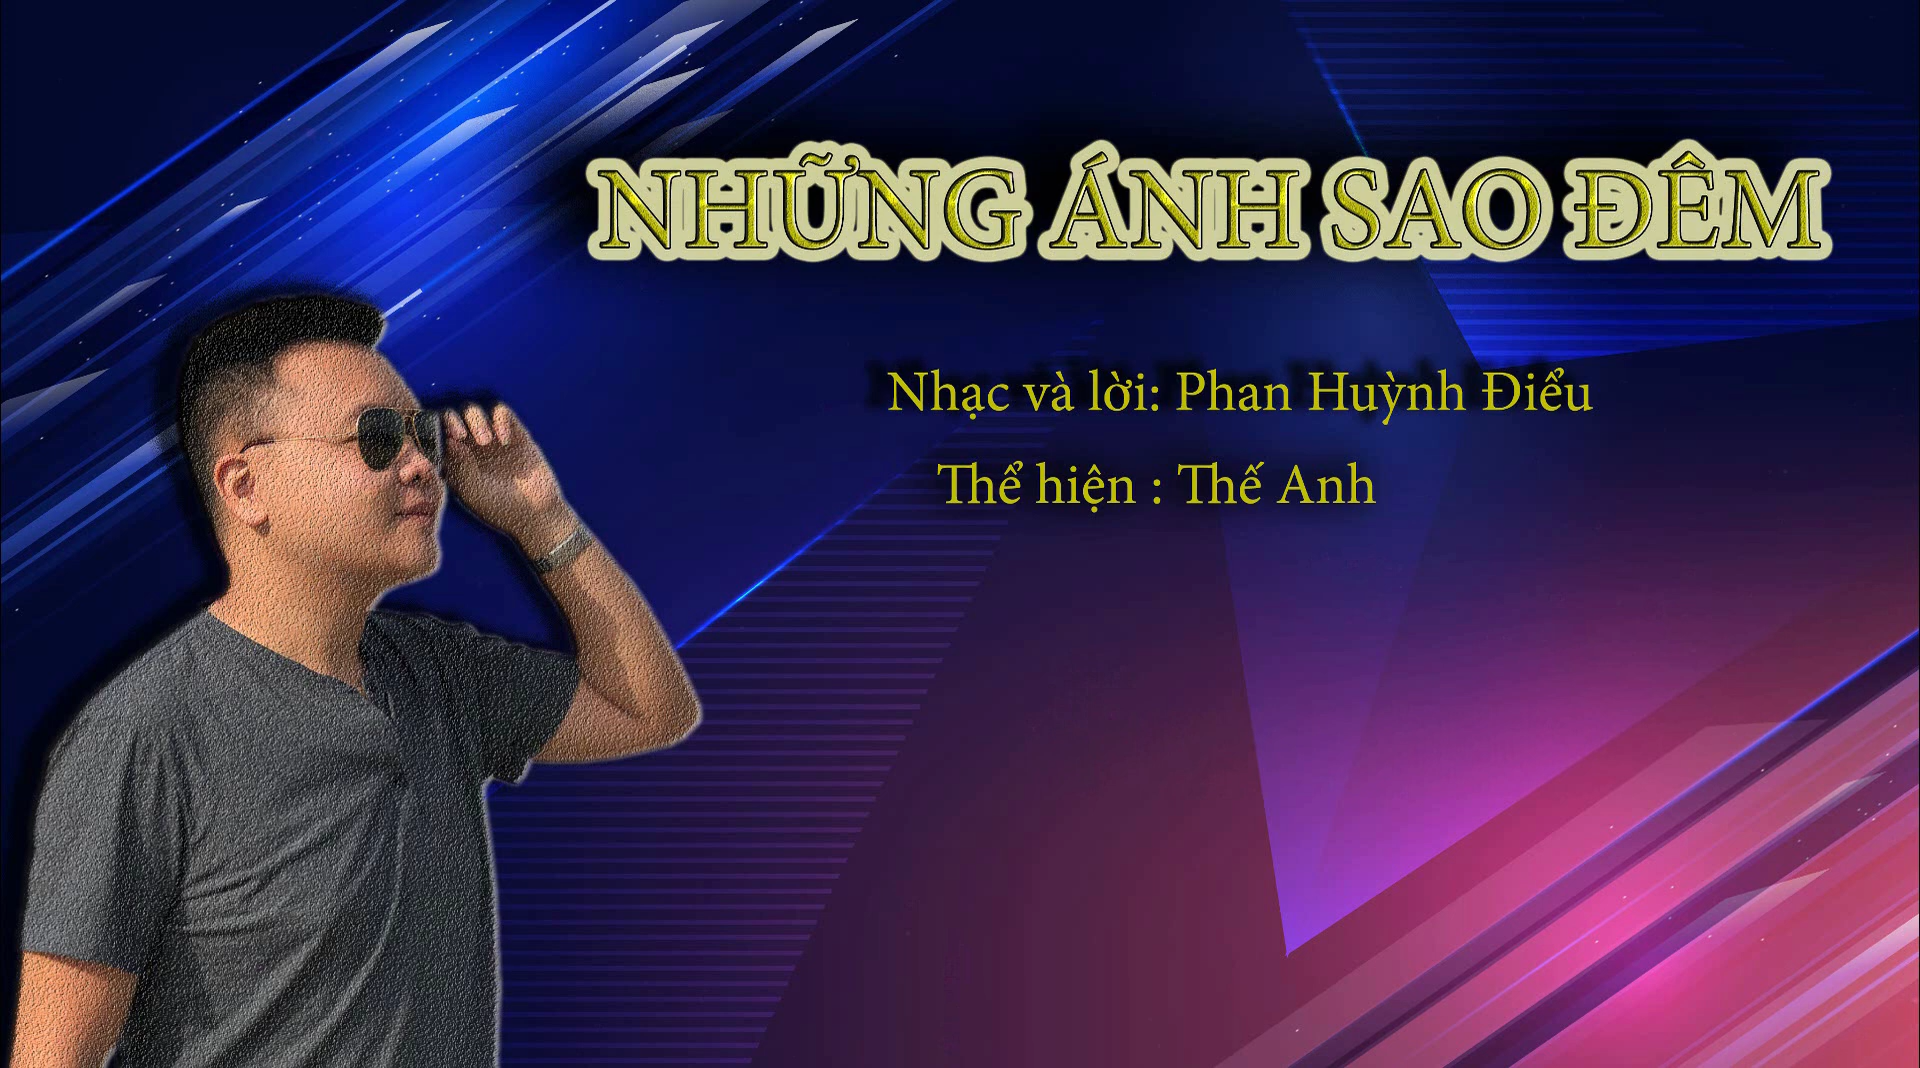 NHỮNG ÁNH SAO ĐÊM
Nhạc và lời: Phan Huỳnh Điểu
Thể hiện : Thế Anh